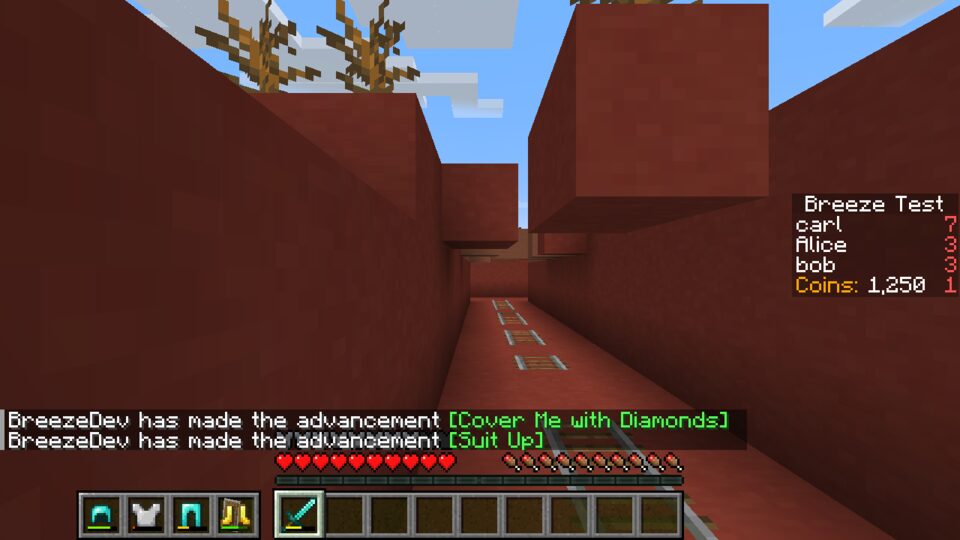 Breeze Test
carl 7
Alice 3
bob 3
Coins: 1,250 1
BreezeDev has made the advancement [Cover Me with Diamonds]
BreezeDev has made the advancement [Suit Up]